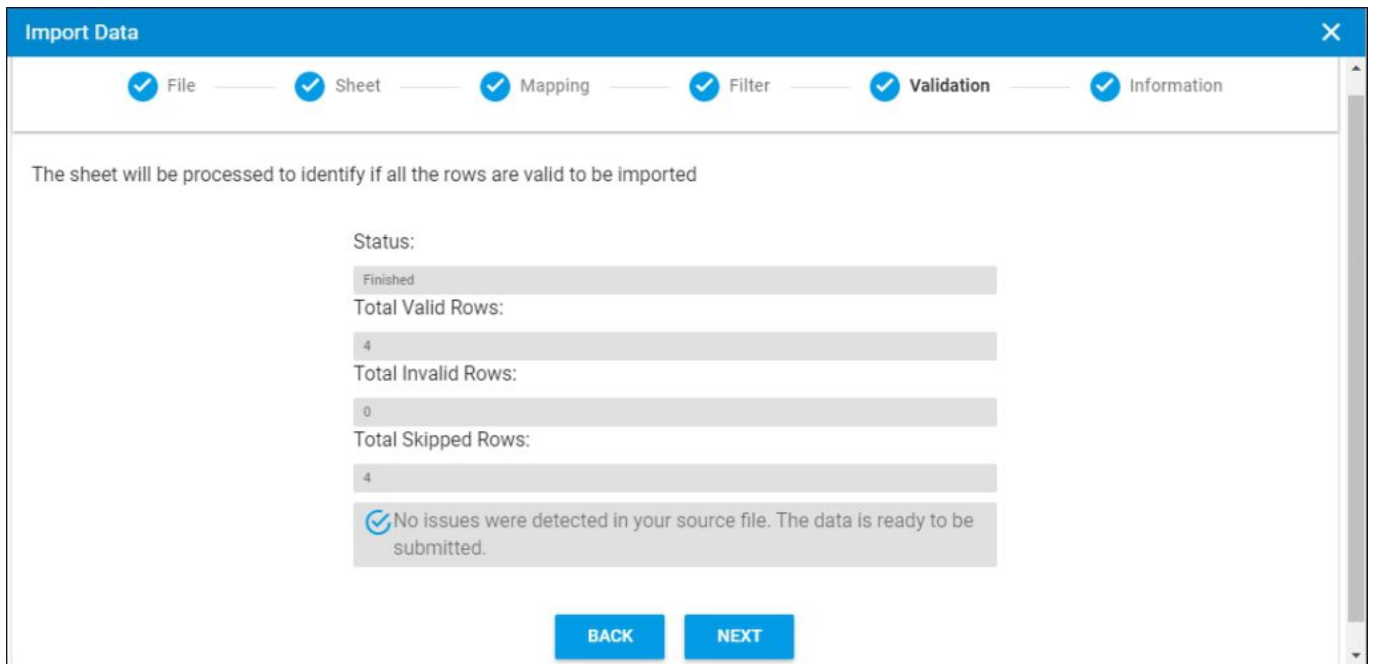 Import Data
File
Sheet
Mapping
Filter
Validation
Information
The sheet will be processed to identify if all the rows are valid to be imported
Status:
Finished
Total Valid Rows:
4
Total Invalid Rows:
0
Total Skipped Rows:
4
No issues were detected in your source file. The data is ready to be
submitted.
BACK
NEXT